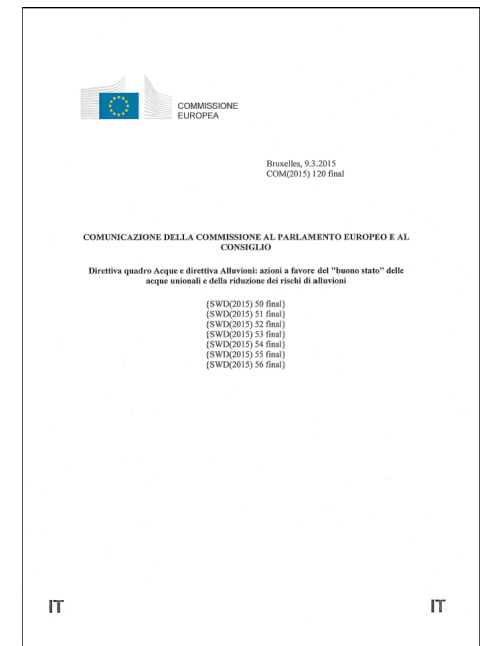 COMMISSIONE
EUROPEA
Bruxelles, 9.3.2015
COM(2015) 120 final
COMUNICAZIONE DELLA COMMISSIONE AL PARLAMENTO EUROPEO E AL
CONSIGLIO
Direttiva quadro Acque e direttiva Alluvioni: azioni a favore del "buono stato" delle
acque unionali e della riduzione dei rischi di alluvioni
{SWD(2015) 50 final}
{SWD(2015) 51 final}
{SWD(2015) 52 final}
{SWD(2015) 53 final}
{SWD(2015) 54 final}
{SWD(2015) 55 final}
{SWD(2015) 56 final}
IT
IT